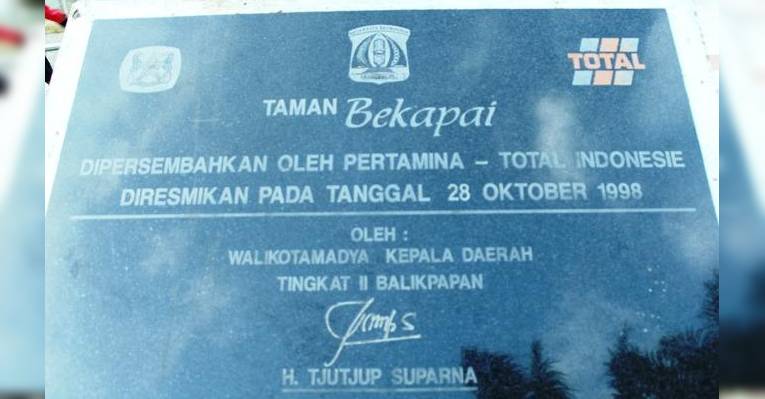 TOTAL
TAMAN Bekapai
DIPERSEMBAHKAN OLEH PERTAMINA – TOTAL INDONESIE
DIRESMIKAN PADA TANGGAL 28 OKTOBER 1998
OLEH :
WALIKOTAMADYA KEPALA DAERAH
TINGKAT II BALIKPAPAN
H. TJUTJUP SUPARNA